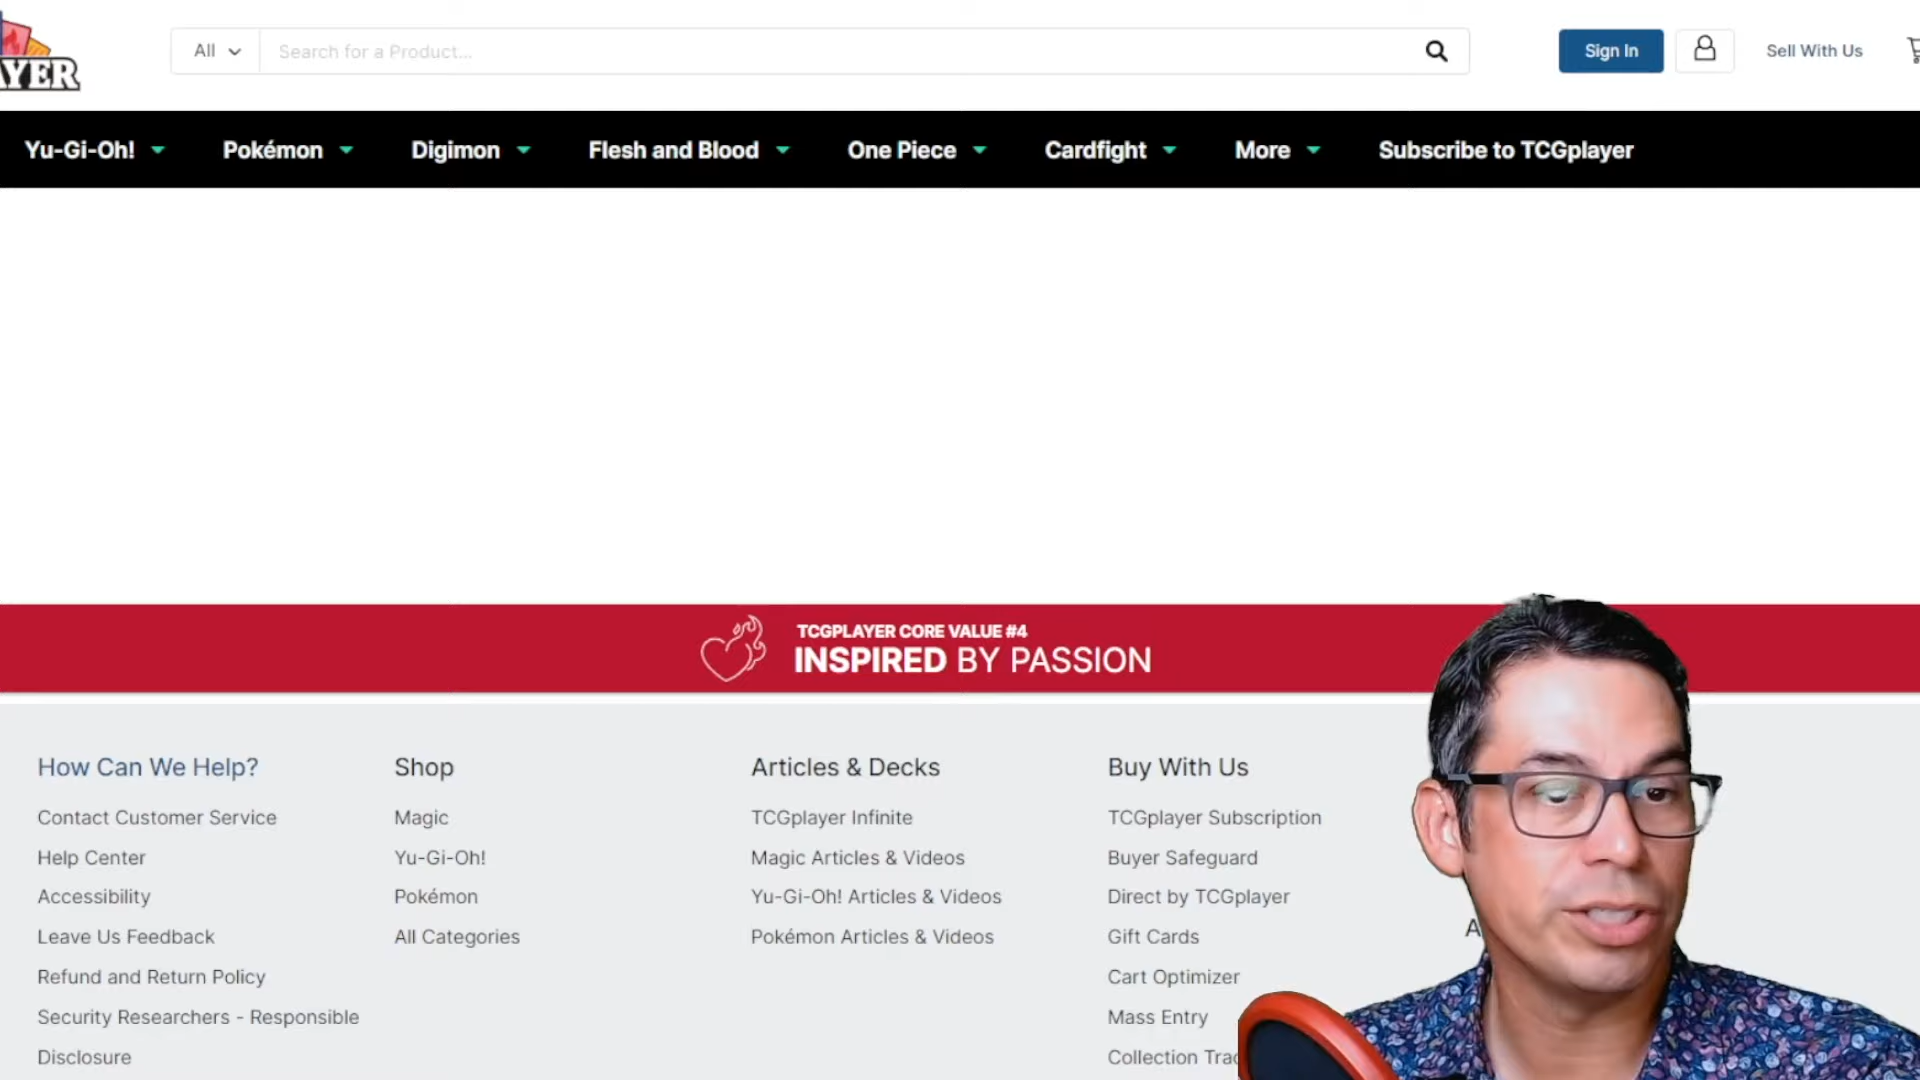 YER
All
Search for a Product...
Sign In
Sell With Us
Yu-Gi-Oh!
Pokémon
Digimon
Flesh and Blood
One Piece
Cardfight
More
Subscribe to TCGplayer
TCGPLAYER CORE VALUE #4
INSPIRED BY PASSION
How Can We Help?
Contact Customer Service
Help Center
Accessibility
Leave Us Feedback
Refund and Return Policy
Security Researchers - Responsible
Disclosure
Shop
Magic
Yu-Gi-Oh!
Pokémon
All Categories
Articles & Decks
TCGplayer Infinite
Magic Articles & Videos
Yu-Gi-Oh! Articles & Videos
Pokémon Articles & Videos
Buy With Us
TCGplayer Subscription
Buyer Safeguard
Direct by TCGplayer
Gift Cards
Cart Optimizer
Mass Entry
Collection